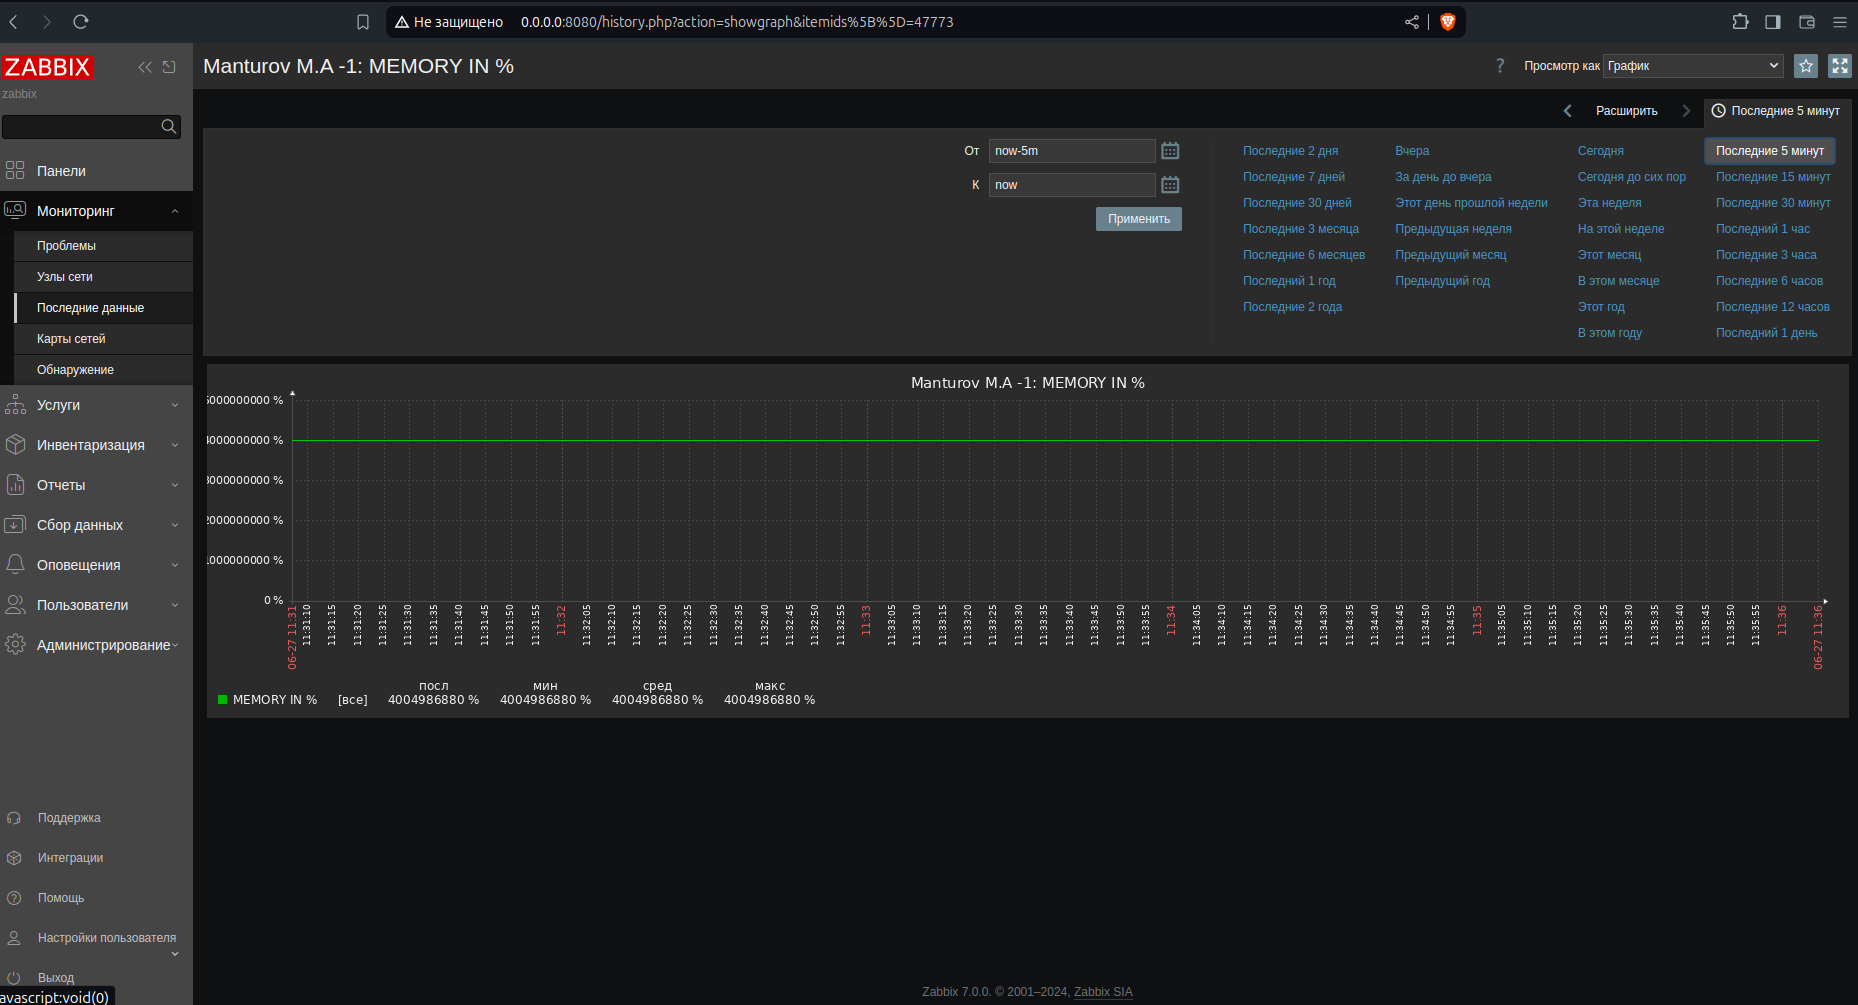 Не защищено 0.0.0.0:8080/history.php?action=showgraph&itemids%5B%5D=47773
ZABBIX
zabbix
Панели
Мониторинг
Проблемы
Узлы сети
Последние данные
Карты сетей
Обнаружение
Услуги
Инвентаризация
Отчеты
Сбор данных
Оповещения
Пользователи
Администрирование
Поддержка
Интеграции
Помощь
Настройки пользователя
Выход
avascript:void(0)
Manturov M.A -1: MEMORY IN %
? Просмотр как График
Расширить Последние 5 минут
От now-5m
К now
Применить
Последние 2 дня Вчера Сегодня Последние 5 минут
Последние 7 дней За день до вчера Сегодня до сих пор Последние 15 минут
Последние 30 дней Этот день прошлой недели Эта неделя Последние 30 минут
Последние 3 месяца Предыдущая неделя На этой неделе Последний 1 час
Последние 6 месяцев Предыдущий месяц Этот месяц Последние 3 часа
Последний 1 год Предыдущий год В этом месяце Последние 6 часов
Последние 2 года Этот год Последние 12 часов
В этом году Последний 1 день
Manturov M.A -1: MEMORY IN %
5000000000 %
4000000000 %
3000000000 %
2000000000 %
1000000000 %
0 %
06-27 11:31 11:31:10 11:31:15 11:31:20 11:31:25 11:31:30 11:31:35 11:31:40 11:31:45 11:31:50 11:31:55 11:32 11:32:05 11:32:10 11:32:15 11:32:20 11:32:25 11:32:30 11:32:35 11:32:40 11:32:45 11:32:50 11:32:55 11:33 11:33:05 11:33:10 11:33:15 11:33:20 11:33:25 11:33:30 11:33:35 11:33:40 11:33:45 11:33:50 11:33:55 11:34 11:34:05 11:34:10 11:34:15 11:34:20 11:34:25 11:34:30 11:34:35 11:34:40 11:34:45 11:34:50 11:34:55 11:35 11:35:05 11:35:10 11:35:15 11:35:20 11:35:25 11:35:30 11:35:35 11:35:40 11:35:45 11:35:50 11:35:55 11:36 06-27 11:36
посл мин сред макс
MEMORY IN % [все] 4004986880 % 4004986880 % 4004986880 % 4004986880 %
Zabbix 7.0.0. © 2001–2024, Zabbix SIA